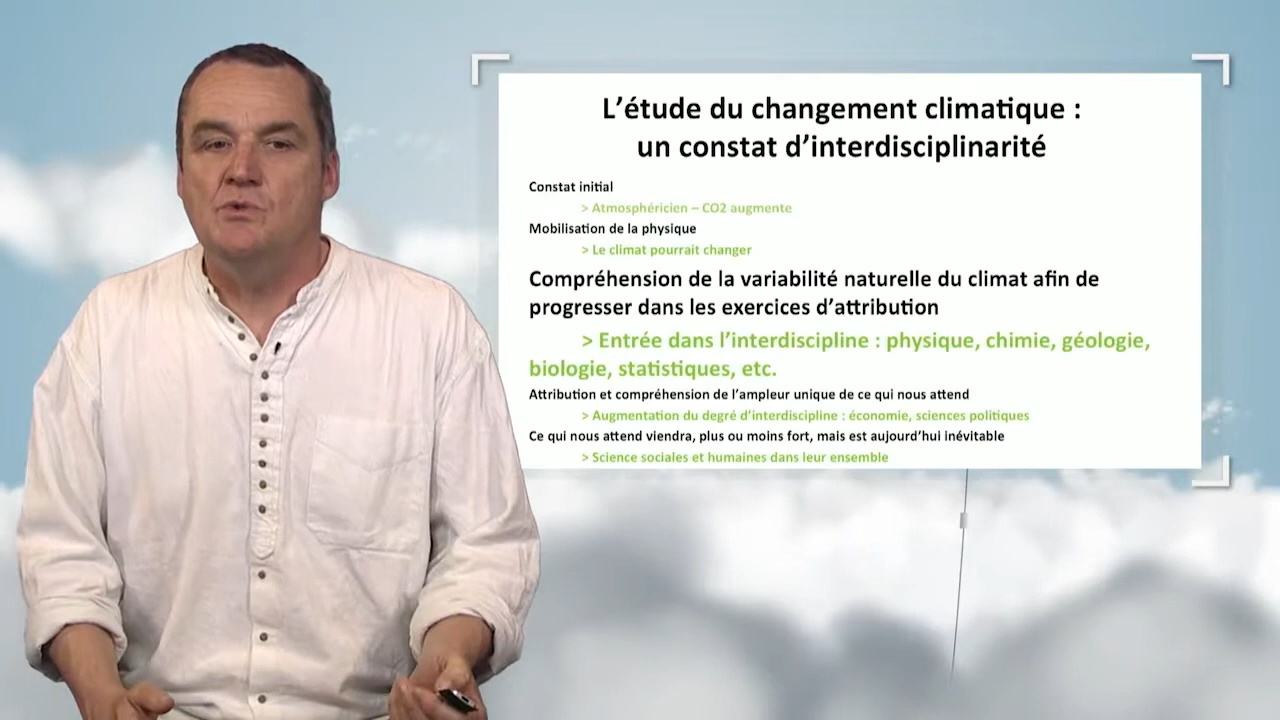 L’étude du changement climatique :
un constat d’interdisciplinarité
Constat initial
> Atmosphéricien – CO2 augmente
Mobilisation de la physique
> Le climat pourrait changer
Compréhension de la variabilité naturelle du climat afin de
progresser dans les exercices d’attribution
> Entrée dans l’interdiscipline : physique, chimie, géologie,
biologie, statistiques, etc.
Attribution et compréhension de l’ampleur unique de ce qui nous attend
> Augmentation du degré d’interdiscipline : économie, sciences politiques
Ce qui nous attend viendra, plus ou moins fort, mais est aujourd’hui inévitable
> Science sociales et humaines dans leur ensemble